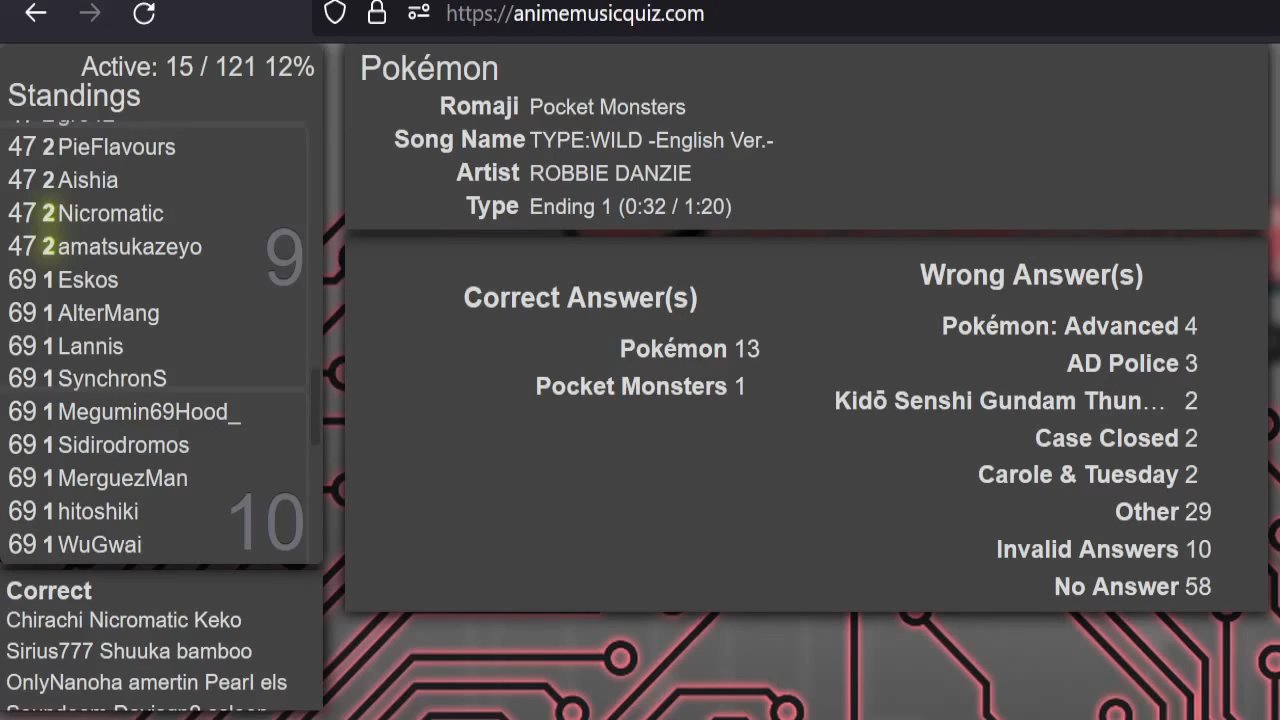 https://animemusicquiz.com
Active: 15 / 121 12%
Standings
47 2 PieFlavours
47 2 Aishia
47 2 Nicromatic
47 2 amatsukazeyo
9
69 1 Eskos
69 1 AlterMang
69 1 Lannis
69 1 SynchronS
69 1 Megumin69Hood_
69 1 Sidirodromos
69 1 MerguezMan
69 1 hitoshiki
10
69 1 WuGwai
Correct
Chirachi Nicromatic Keko
Sirius777 Shuuka bamboo
OnlyNanoha amertin Pearl els
Pokémon
Romaji Pocket Monsters
Song Name TYPE:WILD -English Ver.-
Artist ROBBIE DANZIE
Type Ending 1 (0:32 / 1:20)
Correct Answer(s)
Pokémon 13
Pocket Monsters 1
Wrong Answer(s)
Pokémon: Advanced 4
AD Police 3
Kidō Senshi Gundam Thun... 2
Case Closed 2
Carole & Tuesday 2
Other 29
Invalid Answers 10
No Answer 58